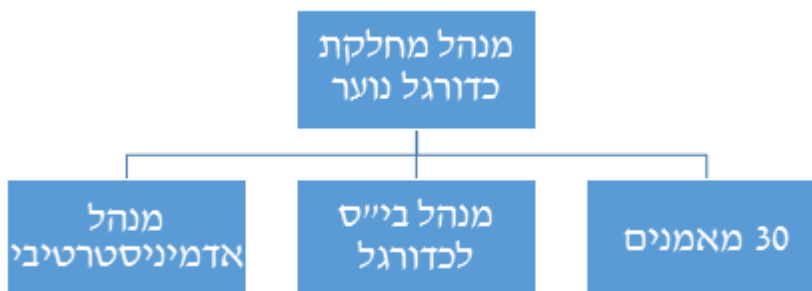 מנהל מחלקת
כדורגל נוער
30 מאמנים
מנהל בי״ס
לכדורגל
מנהל
אדמיניסטרטיבי